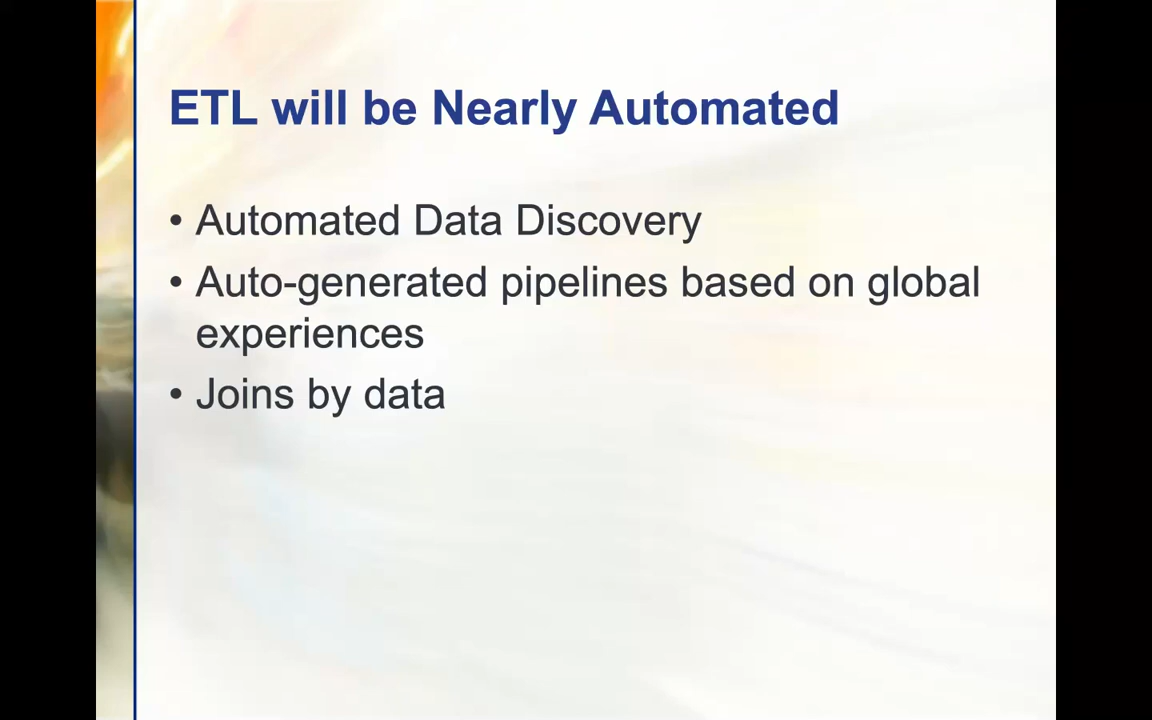 ETL will be Nearly Automated
• Automated Data Discovery
• Auto-generated pipelines based on global
experiences
• Joins by data